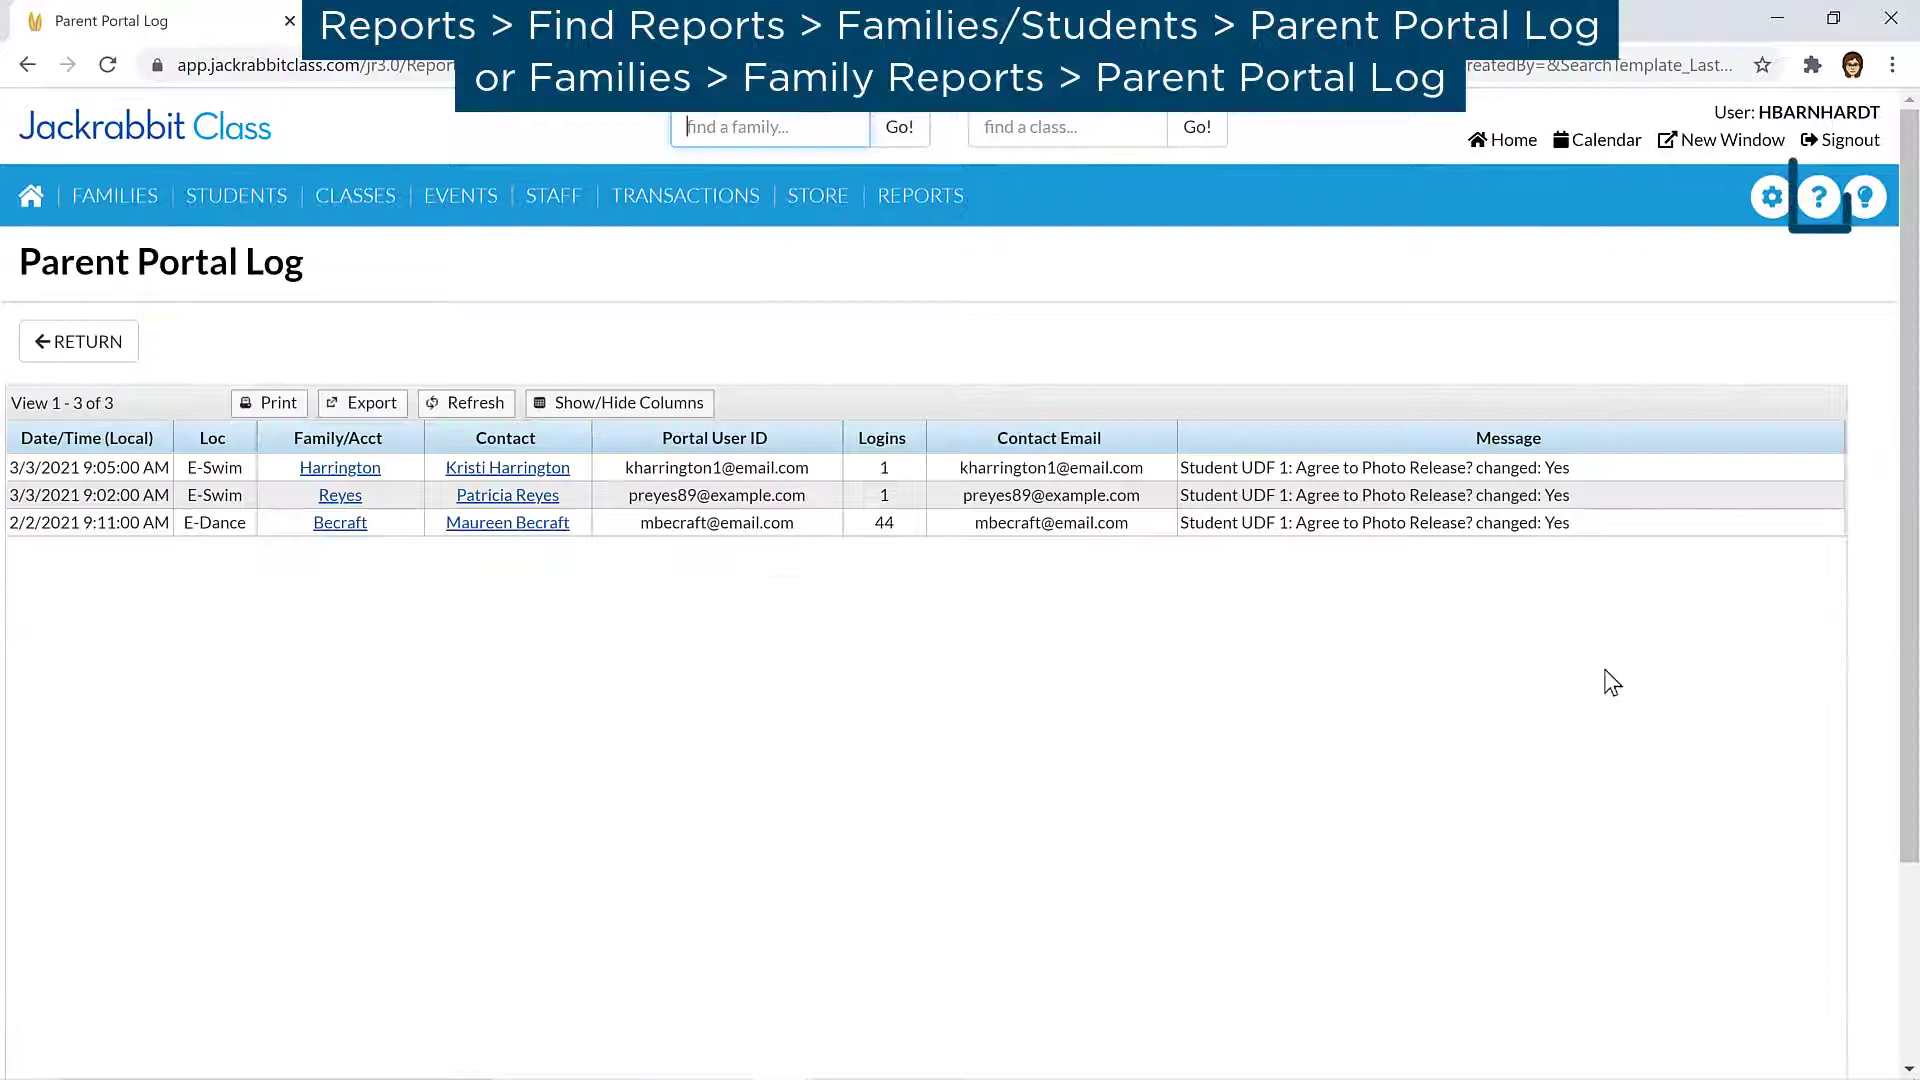 Parent Portal Log
Reports > Find Reports > Families/Students > Parent Portal Log
or Families > Family Reports > Parent Portal Log
app.jackrabbitclass.com/jr3.0/Repor
reatedBy=&SearchTemplate_Last...
Jackrabbit Class
find a family... Go! find a class... Go!
User: HBARNHARDT
Home Calendar New Window Signout
FAMILIES STUDENTS CLASSES EVENTS STAFF TRANSACTIONS STORE REPORTS ?
Parent Portal Log
RETURN
View 1 - 3 of 3 Print Export Refresh Show/Hide Columns
Date/Time (Local) Loc Family/Acct Contact Portal User ID Logins Contact Email Message
3/3/2021 9:05:00 AM E-Swim Harrington Kristi Harrington kharrington1@email.com 1 kharrington1@email.com Student UDF 1: Agree to Photo Release? changed: Yes
3/3/2021 9:02:00 AM E-Swim Reyes Patricia Reyes preyes89@example.com 1 preyes89@example.com Student UDF 1: Agree to Photo Release? changed: Yes
2/2/2021 9:11:00 AM E-Dance Becraft Maureen Becraft mbecraft@email.com 44 mbecraft@email.com Student UDF 1: Agree to Photo Release? changed: Yes